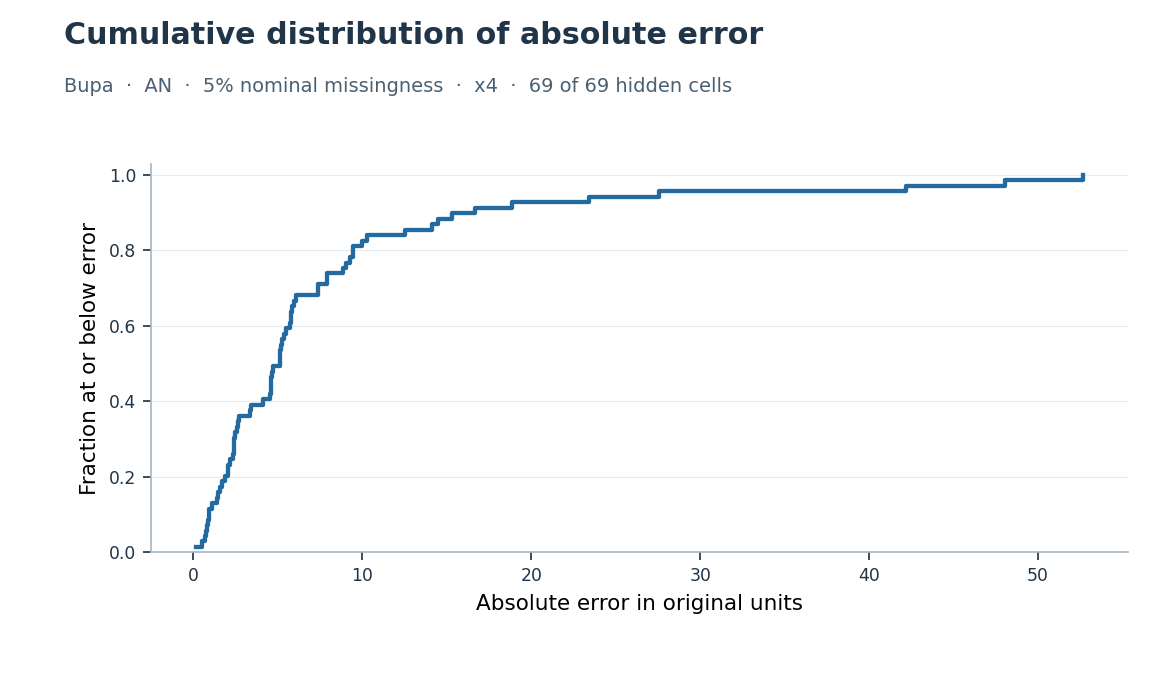 Cumulative distribution of absolute error
Bupa · AN · 5% nominal missingness · x4 · 69 of 69 hidden cells
Fraction at or below error
1.0
0.8
0.6
0.4
0.2
0.0
0 10 20 30 40 50
Absolute error in original units